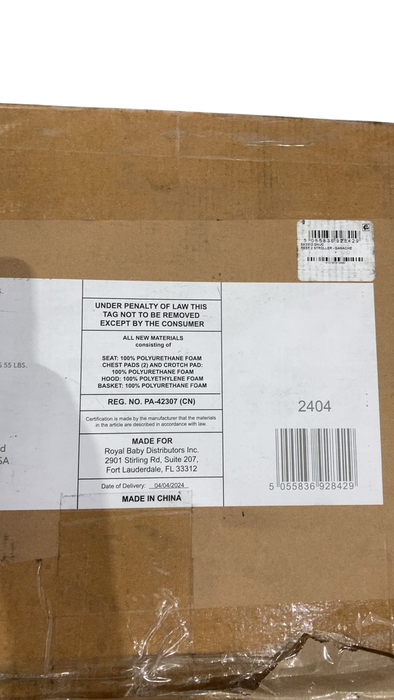 5 055836 928429
S 55 LBS.
d
SA
UNDER PENALTY OF LAW THIS
TAG NOT TO BE REMOVED
EXCEPT BY THE CONSUMER
ALL NEW MATERIALS
consisting of
SEAT: 100% POLYURETHANE FOAM
CHEST PADS (2) AND CROTCH PAD:
100% POLYURETHANE FOAM
HOOD: 100% POLYETHYLENE FOAM
BASKET: 100% POLYURETHANE FOAM
REG. NO. PA-42307 (CN)
Certification is made by the manufacturer that the materials
in the article are described in accordance with law.
MADE FOR
Royal Baby Distributors Inc.
2901 Stirling Rd, Suite 207,
Fort Lauderdale, FL 33312
Date of Delivery: 04/04/2024
MADE IN CHINA
2404
5 055836 928429